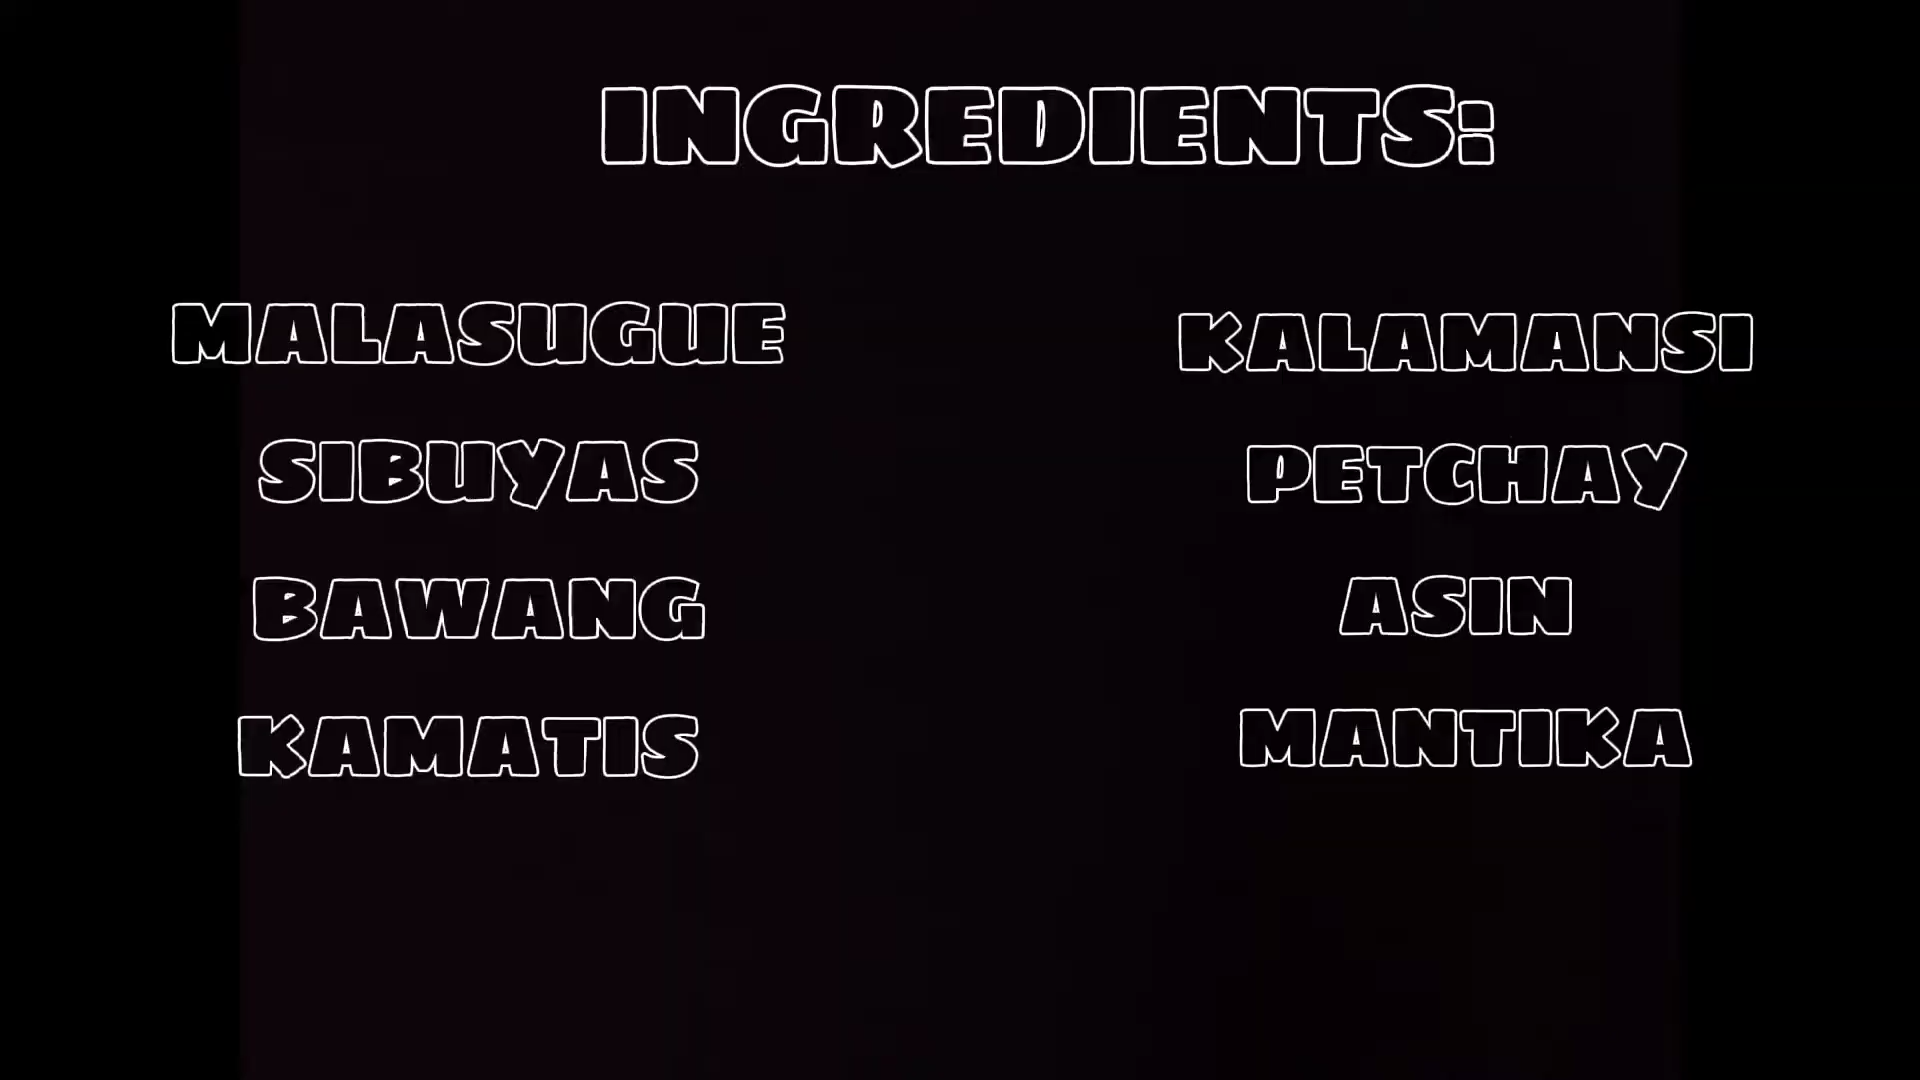 INGREDIENTS:
MALASUGUE
SIBUYAS
BAWANG
KAMATIS
KALAMANSI
PETCHAY
ASIN
MANTIKA